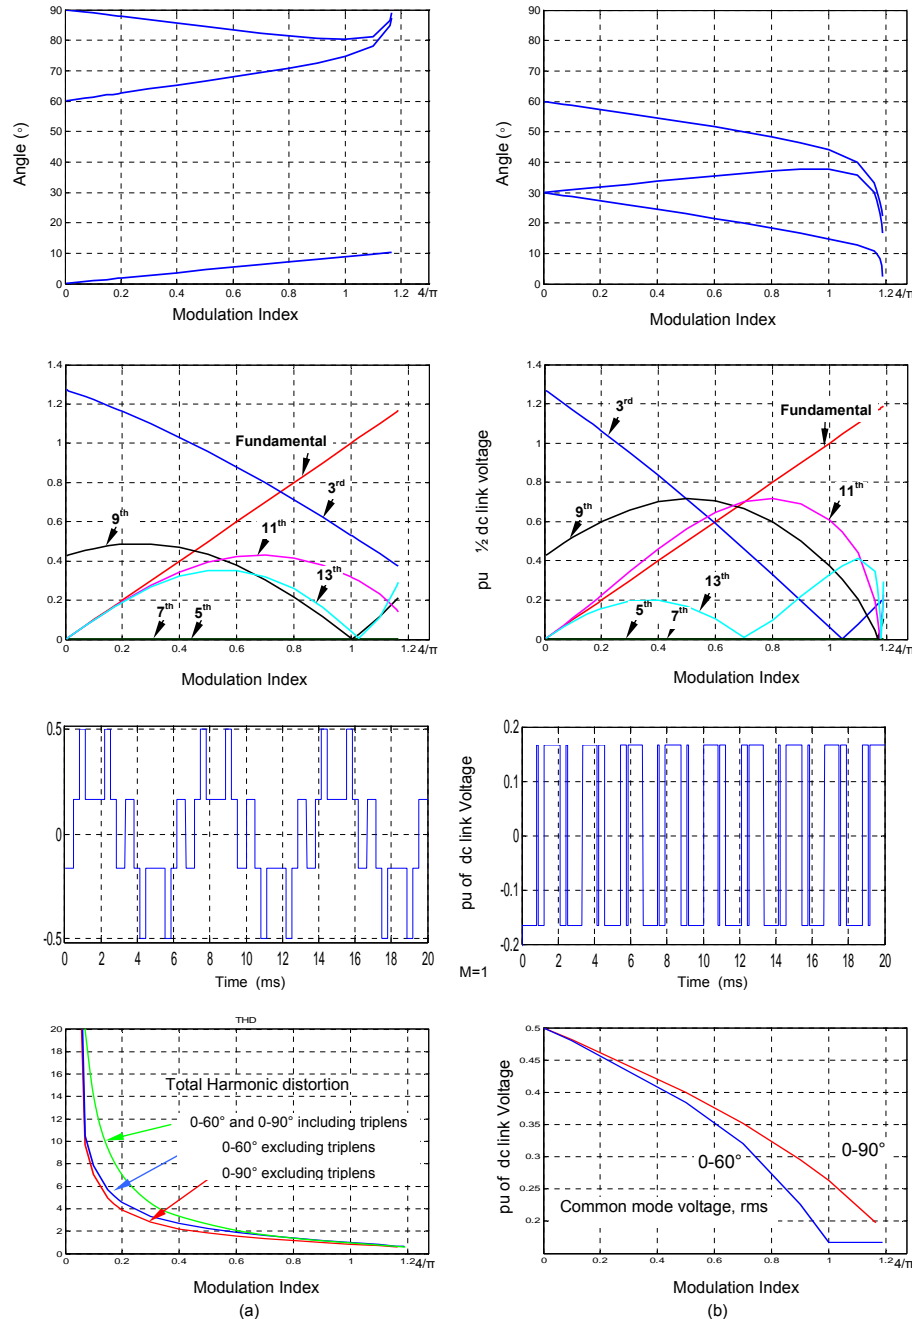 90
80
70
60
50
40
30
20
10
0
Angle (°)
0 0.2 0.4 0.6 0.8 1 1.2 4/π
Modulation Index
90
80
70
60
50
40
30
20
10
0
Angle (°)
0 0.2 0.4 0.6 0.8 1 1.2 4/π
Modulation Index
1.4
1.2
1
0.8
0.6
0.4
0.2
0
Fundamental
3rd
9th
11th
13th
7th
5th
0 0.2 0.4 0.6 0.8 1 1.2 4/π
Modulation Index
pu ½ dc link voltage
1.4
1.2
1
0.8
0.6
0.4
0.2
0
3rd
Fundamental
9th
11th
13th
5th
7th
0 0.2 0.4 0.6 0.8 1 1.2 4/π
Modulation Index
0.5
0
-0.5
0 2 4 6 8 10 12 14 16 18 20
Time (ms)
M=1
pu of dc link Voltage
0.2
0.1
0
-0.1
-0.2
0 2 4 6 8 10 12 14 16 18 20
Time (ms)
THD
20
18
16
14
12
10
8
6
4
2
0
Total Harmonic distortion
0-60° and 0-90° including triplens
0-60° excluding triplens
0-90° excluding triplens
0 0.2 0.4 0.6 0.8 1 1.2 4/π
Modulation Index
(a)
pu of dc link Voltage
0.5
0.45
0.4
0.35
0.3
0.25
0.2
0-60°
0-90°
Common mode voltage, rms
0 0.2 0.4 0.6 0.8 1 1.2 4/π
Modulation Index
(b)